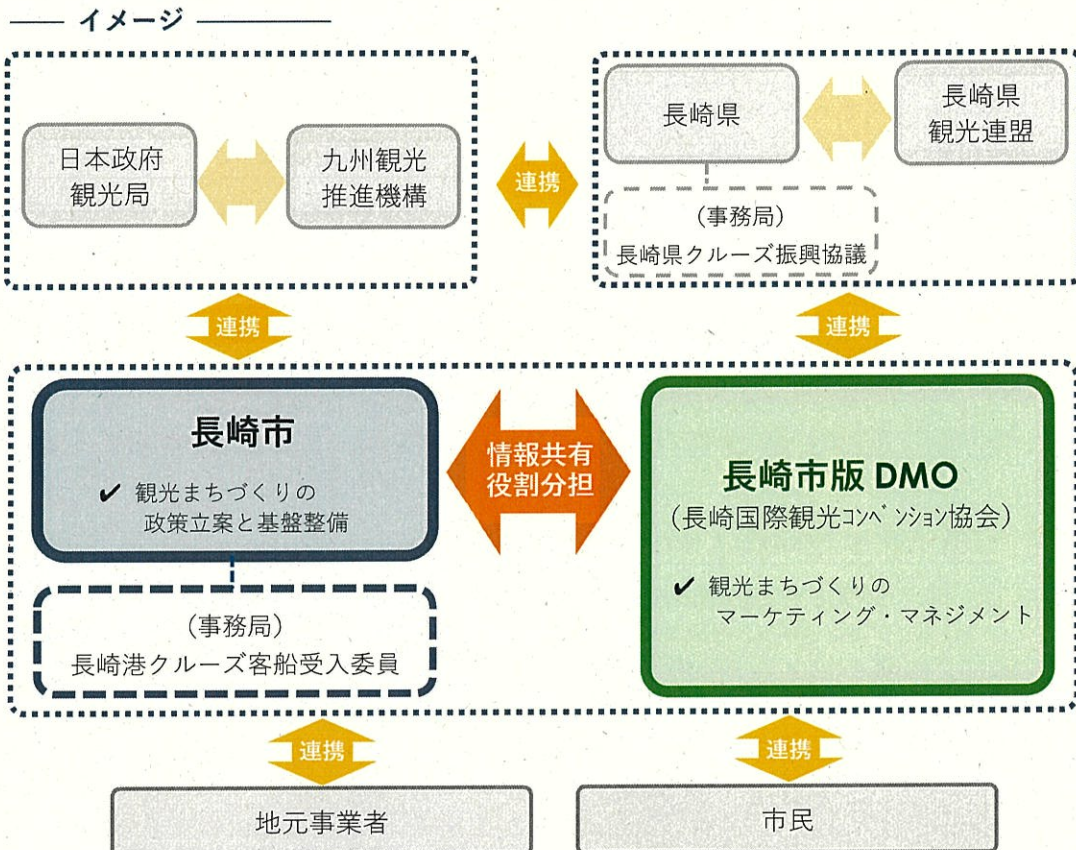 イメージ
日本政府
観光局
九州観光
推進機構
連携
長崎県
長崎県
観光連盟
(事務局)
長崎県クルーズ振興協議
連携
連携
長崎市
✔ 観光まちづくりの
政策立案と基盤整備
情報共有
役割分担
長崎市版 DMO
(長崎国際観光ｺﾝﾍﾞﾝｼｮﾝ協会)
✔ 観光まちづくりの
マーケティング・マネジメント
(事務局)
長崎港クルーズ客船受入委員
連携
連携
地元事業者
市民